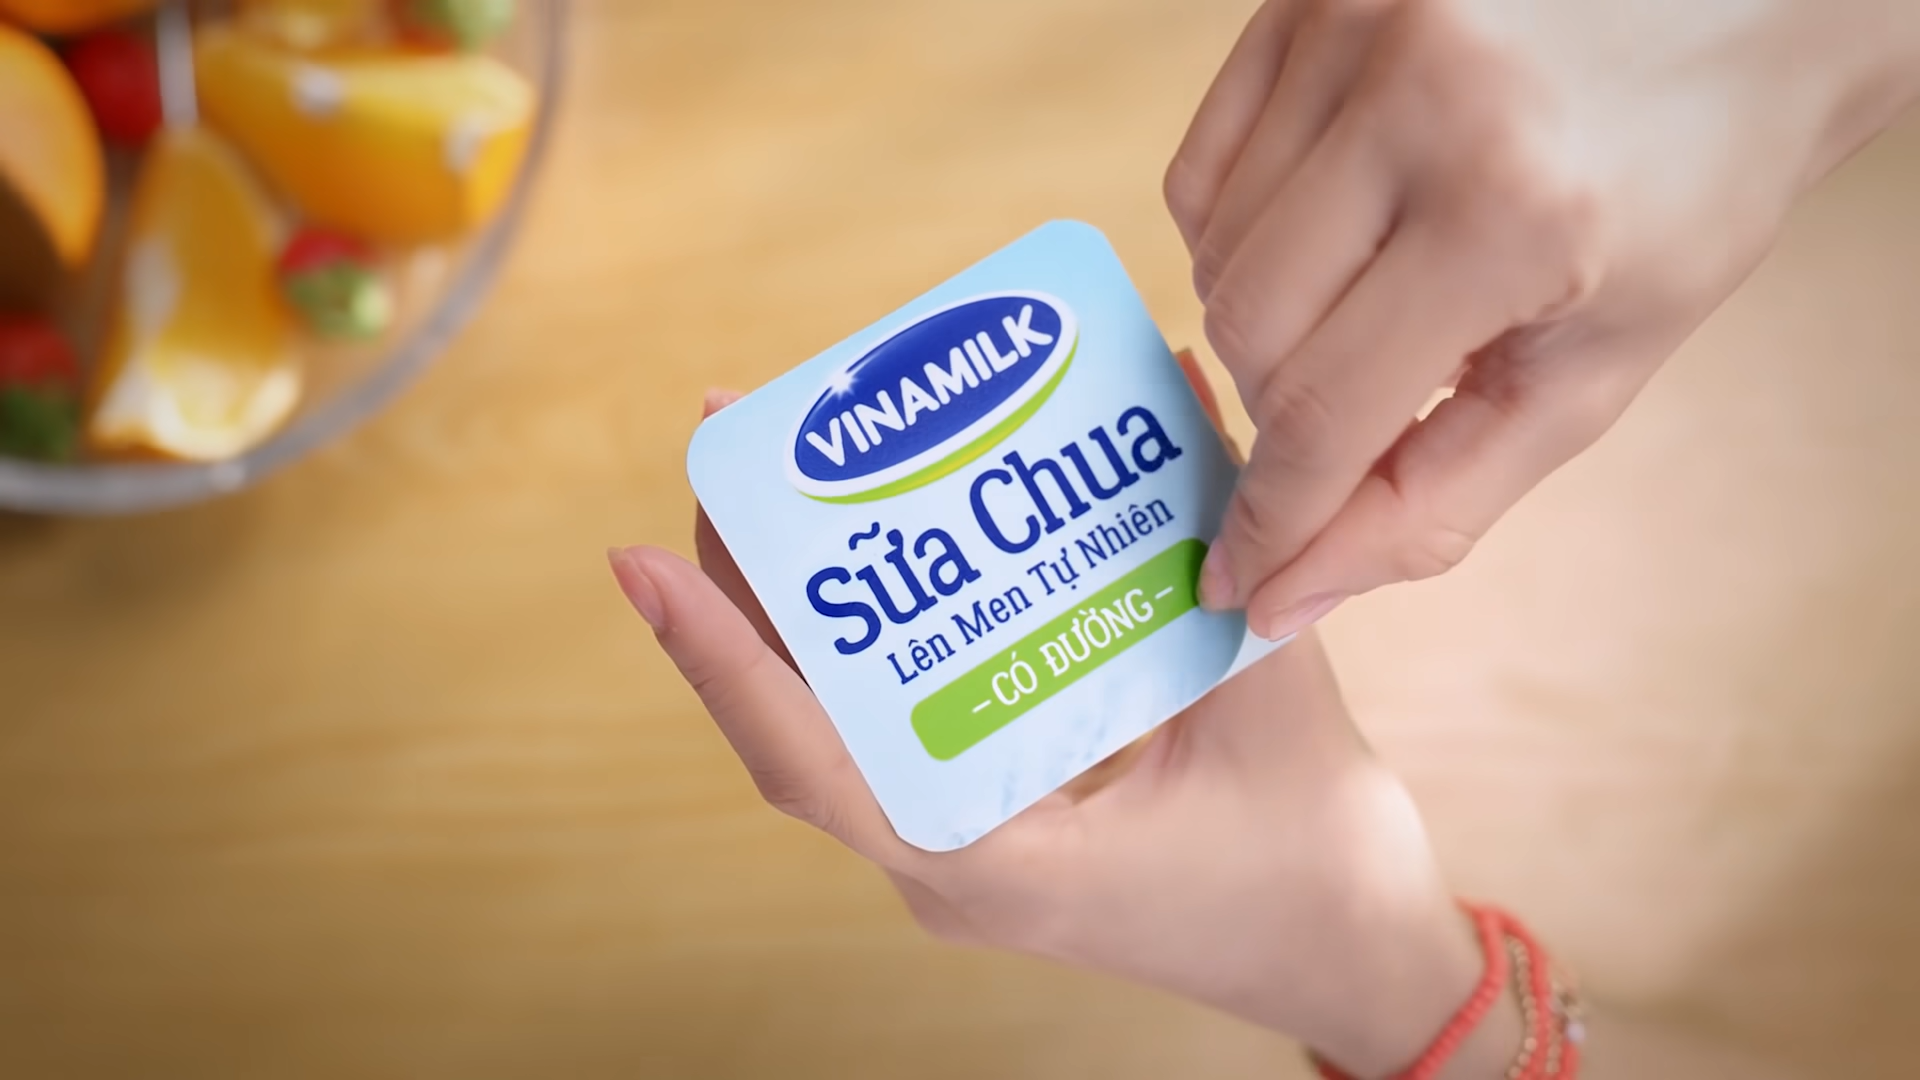 VINAMILK
Sữa Chua
Lên Men Tự Nhiên
– CÓ ĐƯỜNG –